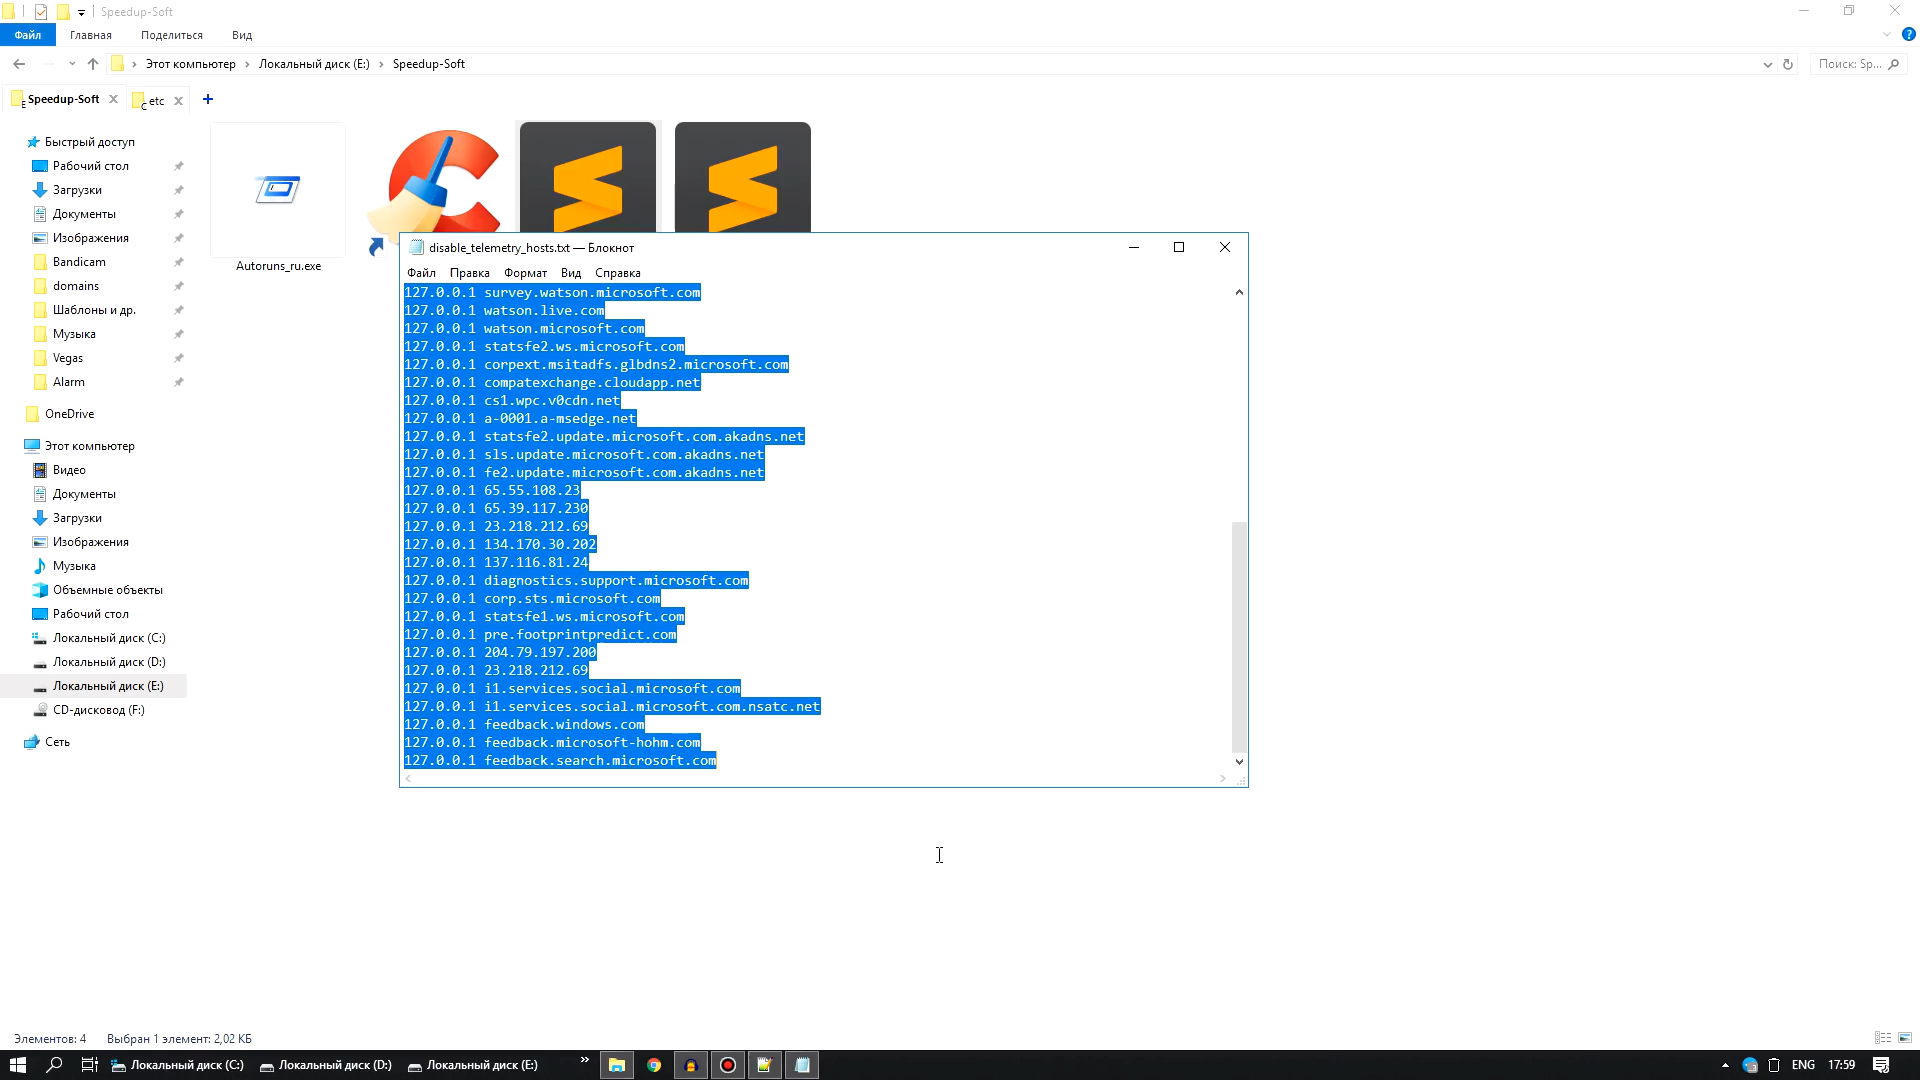 Speedup-Soft
Файл Главная Поделиться Вид
Этот компьютер Локальный диск (E:) Speedup-Soft
Поиск: Sp...
Speedup-Soft
etc
Быстрый доступ
Рабочий стол
Загрузки
Документы
Изображения
Bandicam
domains
Шаблоны и др.
Музыка
Vegas
Alarm
OneDrive
Этот компьютер
Видео
Документы
Загрузки
Изображения
Музыка
Объемные объекты
Рабочий стол
Локальный диск (C:)
Локальный диск (D:)
Локальный диск (E:)
CD-дисковод (F:)
Сеть
Autoruns_ru.exe
disable_telemetry_hosts.txt — Блокнот
Файл Правка Формат Вид Справка
127.0.0.1 survey.watson.microsoft.com
127.0.0.1 watson.live.com
127.0.0.1 watson.microsoft.com
127.0.0.1 statsfe2.ws.microsoft.com
127.0.0.1 corpext.msitadfs.glbdns2.microsoft.com
127.0.0.1 compatexchange.cloudapp.net
127.0.0.1 cs1.wpc.v0cdn.net
127.0.0.1 a-0001.a-msedge.net
127.0.0.1 statsfe2.update.microsoft.com.akadns.net
127.0.0.1 sls.update.microsoft.com.akadns.net
127.0.0.1 fe2.update.microsoft.com.akadns.net
127.0.0.1 65.55.108.23
127.0.0.1 65.39.117.230
127.0.0.1 23.218.212.69
127.0.0.1 134.170.30.202
127.0.0.1 137.116.81.24
127.0.0.1 diagnostics.support.microsoft.com
127.0.0.1 corp.sts.microsoft.com
127.0.0.1 statsfe1.ws.microsoft.com
127.0.0.1 pre.footprintpredict.com
127.0.0.1 204.79.197.200
127.0.0.1 23.218.212.69
127.0.0.1 i1.services.social.microsoft.com
127.0.0.1 i1.services.social.microsoft.com.nsatc.net
127.0.0.1 feedback.windows.com
127.0.0.1 feedback.microsoft-hohm.com
127.0.0.1 feedback.search.microsoft.com
Элементов: 4 Выбран 1 элемент: 2,02 КБ
Локальный диск (C:) Локальный диск (D:) Локальный диск (E:)
ENG 17:59